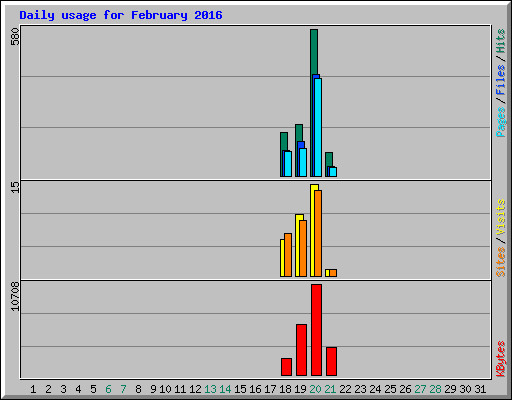 Daily usage for February 2016
580
Pages / Files / Hits
15
Sites / Visits
10708
KBytes
1 2 3 4 5 6 7 8 9 10 11 12 13 14 15 16 17 18 19 20 21 22 23 24 25 26 27 28 29 30 31